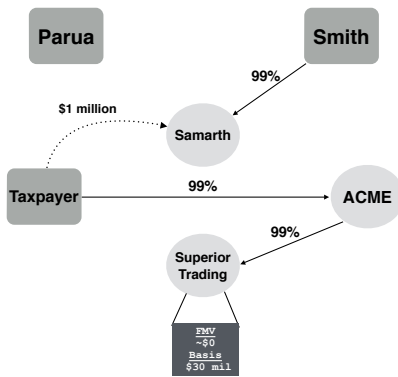 Parua
Smith
99%
$1 million
Samarth
99%
Taxpayer
ACME
99%
Superior
Trading
FMV
~$0
Basis
$30 mil